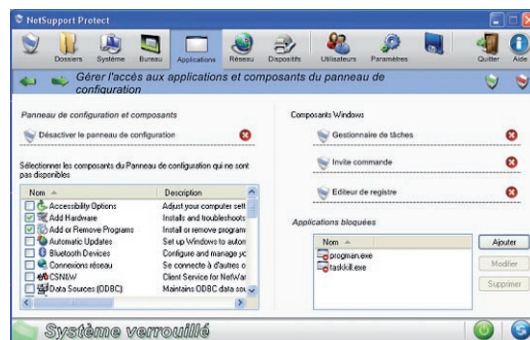 NetSupport Protect
Dossiers Système Bureau Applications Réseau Dispositifs Utilisateurs Paramètres Quitter Aide
Gérer l'accès aux applications et composants du panneau de
configuration
Panneau de configuration et composants
Désactiver le panneau de configuration
Sélectionner les composants du Panneau de configuration qui ne sont
pas disponibles
Nom Description
Accessibility Options Adjust your computer sett
Add Hardware Installs and troubleshoots
Add or Remove Programs Install or remove programs
Automatic Updates Set up Windows to autom
Bluetooth Devices Configure and manage yc
Connexions réseau Se connecte à d'autres o
CSNW Client Service for NetWar
Data Sources (ODBC) Maintains ODBC data sou
Composants Windows
Gestionnaire de tâches
Invite commande
Editeur de registre
Applications bloquées
Nom
progman.exe
taskkill.exe
Ajouter
Modifier
Supprimer
Système verrouillé